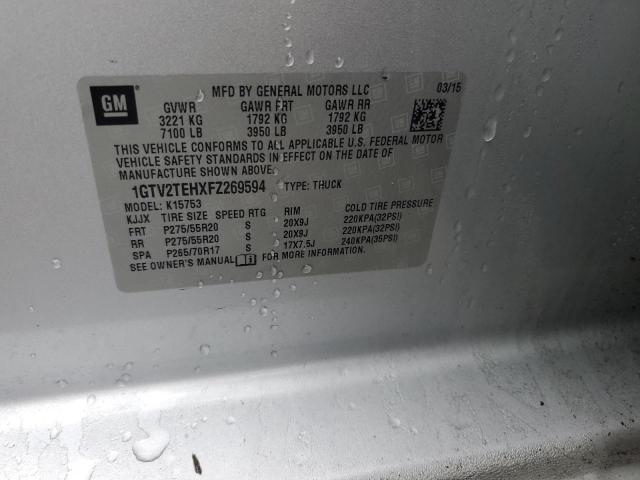 GM
MFD BY GENERAL MOTORS LLC 03/15
GVWR GAWR FRT GAWR RR
3221 KG 1792 KG 1792 KG
7100 LB 3950 LB 3950 LB
THIS VEHICLE CONFORMS TO ALL APPLICABLE U.S. FEDERAL MOTOR
VEHICLE SAFETY STANDARDS IN EFFECT ON THE DATE OF
MANUFACTURE SHOWN ABOVE.
1GTV2TEHXFZ269594 TYPE: TRUCK
MODEL: K15753
KJJX TIRE SIZE SPEED RTG RIM COLD TIRE PRESSURE
FRT P275/55R20 S 20X9J 220KPA(32PSI)
RR P275/55R20 S 20X9J 220KPA(32PSI)
SPA P265/70R17 S 17X7.5J 240KPA(35PSI)
SEE OWNER'S MANUAL FOR MORE INFORMATION.